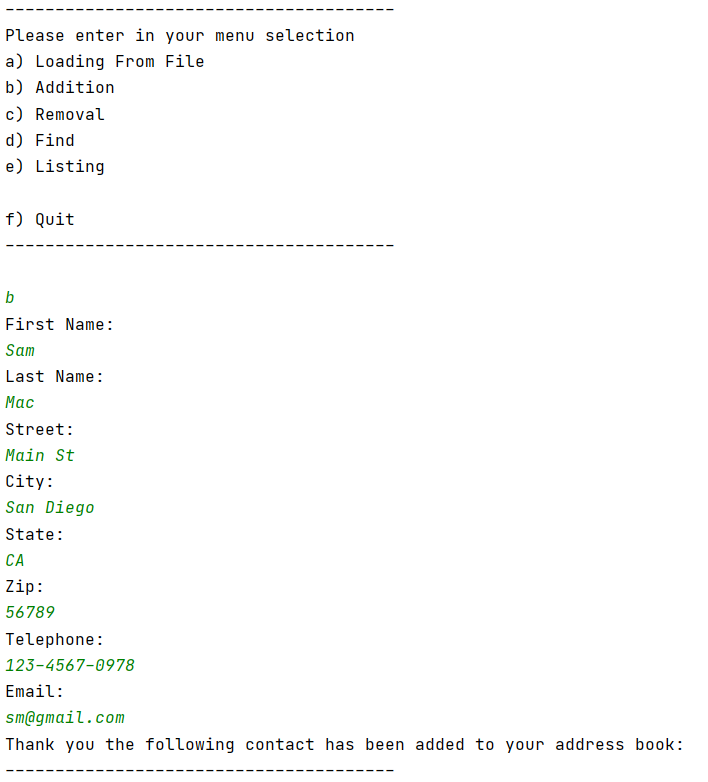 ---------------------------------------
Please enter in your menu selection
a) Loading From File
b) Addition
c) Removal
d) Find
e) Listing
f) Quit
---------------------------------------
b
First Name:
Sam
Last Name:
Mac
Street:
Main St
City:
San Diego
State:
CA
Zip:
56789
Telephone:
123-4567-0978
Email:
sm@gmail.com
Thank you the following contact has been added to your address book:
---------------------------------------